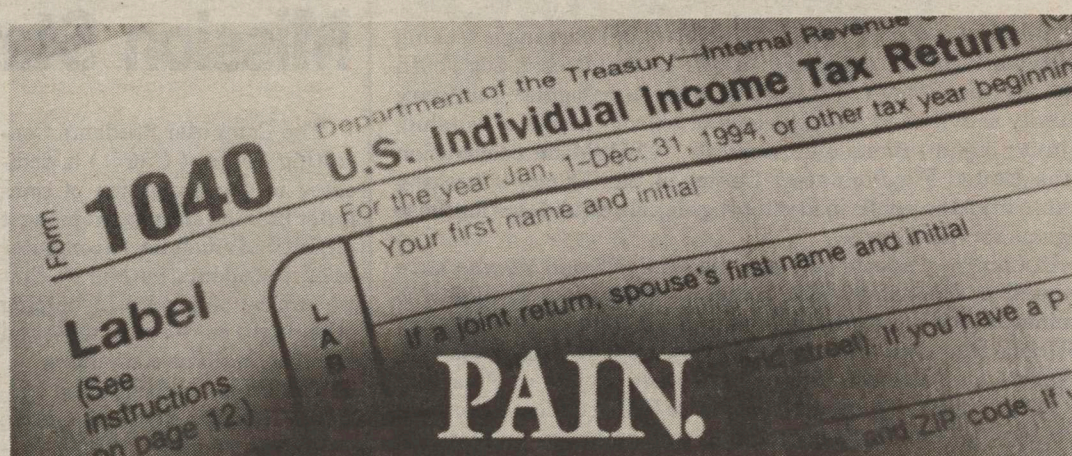 Department of the Treasury—Internal Revenue
Form 1040 U.S. Individual Income Tax Return
For the year Jan. 1–Dec. 31, 1994, or other tax year beginning
Your first name and initial
Label
(See
instructions
on page 12.)
L
A
B
If a joint return, spouse's first name and initial
street). If you have a P
and ZIP code. If
PAIN.